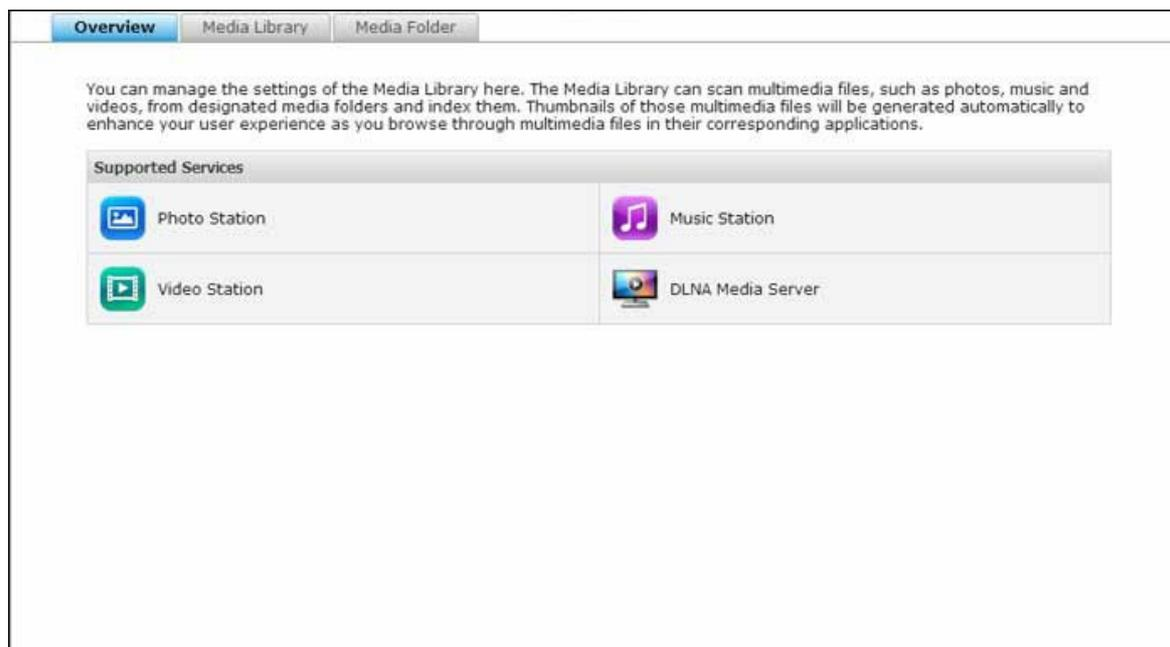 Overview
Media Library
Media Folder
You can manage the settings of the Media Library here. The Media Library can scan multimedia files, such as photos, music and
videos, from designated media folders and index them. Thumbnails of those multimedia files will be generated automatically to
enhance your user experience as you browse through multimedia files in their corresponding applications.
Supported Services
Photo Station
Music Station
Video Station
DLNA Media Server